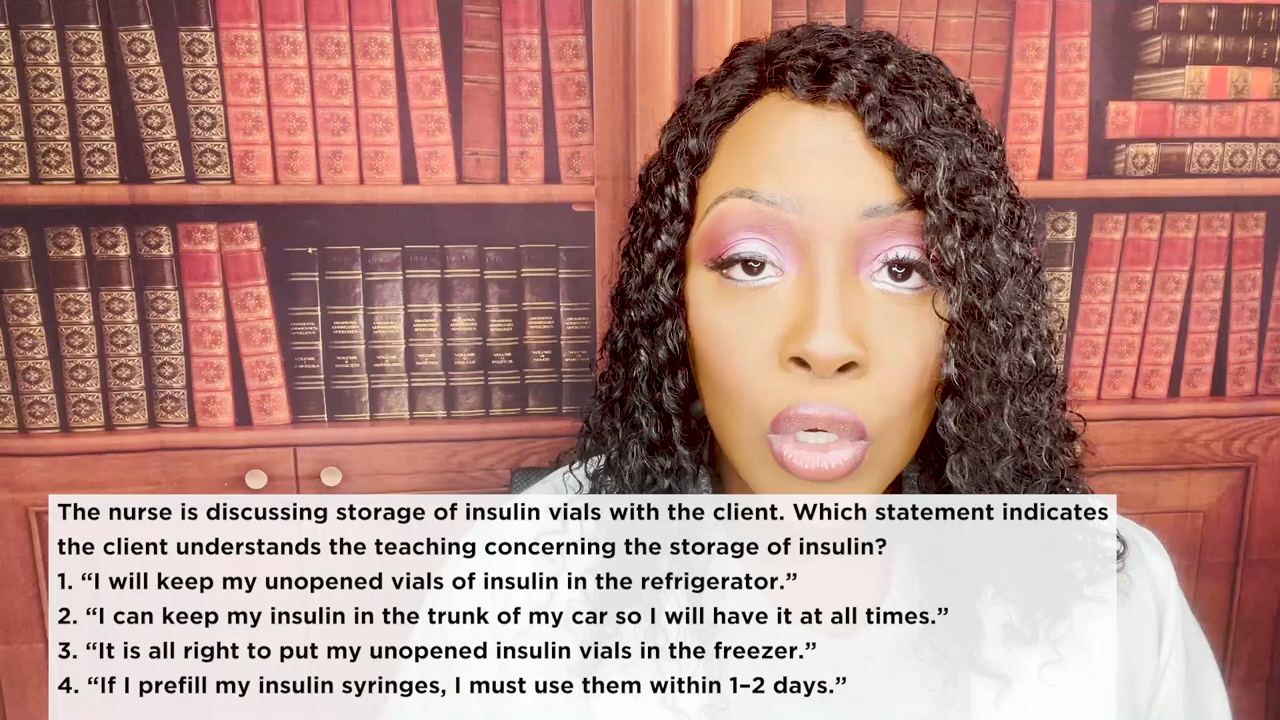 The nurse is discussing storage of insulin vials with the client. Which statement indicates
the client understands the teaching concerning the storage of insulin?
1. “I will keep my unopened vials of insulin in the refrigerator.”
2. “I can keep my insulin in the trunk of my car so I will have it at all times.”
3. “It is all right to put my unopened insulin vials in the freezer.”
4. “If I prefill my insulin syringes, I must use them within 1–2 days.”